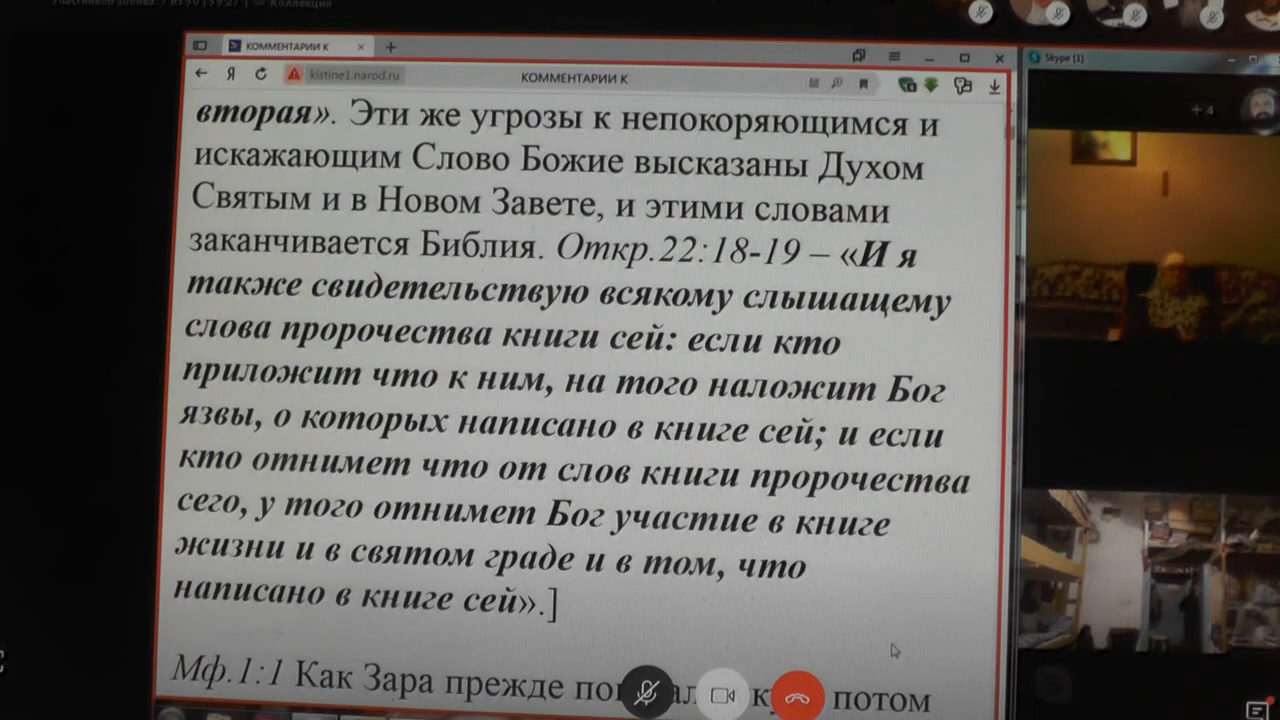 КОММЕНТАРИИ К
Skype [1]
Я
kistine1.narod.ru
КОММЕНТАРИИ К
+4
вторая». Эти же угрозы к непокоряющимся и
искажающим Слово Божие высказаны Духом
Святым и в Новом Завете, и этими словами
заканчивается Библия. Откр.22:18-19 – «И я
также свидетельствую всякому слышащему
слова пророчества книги сей: если кто
приложит что к ним, на того наложит Бог
язвы, о которых написано в книге сей; и если
кто отнимет что от слов книги пророчества
сего, у того отнимет Бог участие в книге
жизни и в святом граде и в том, что
написано в книге сей».]
Мф.1:1 Как Зара прежде потом